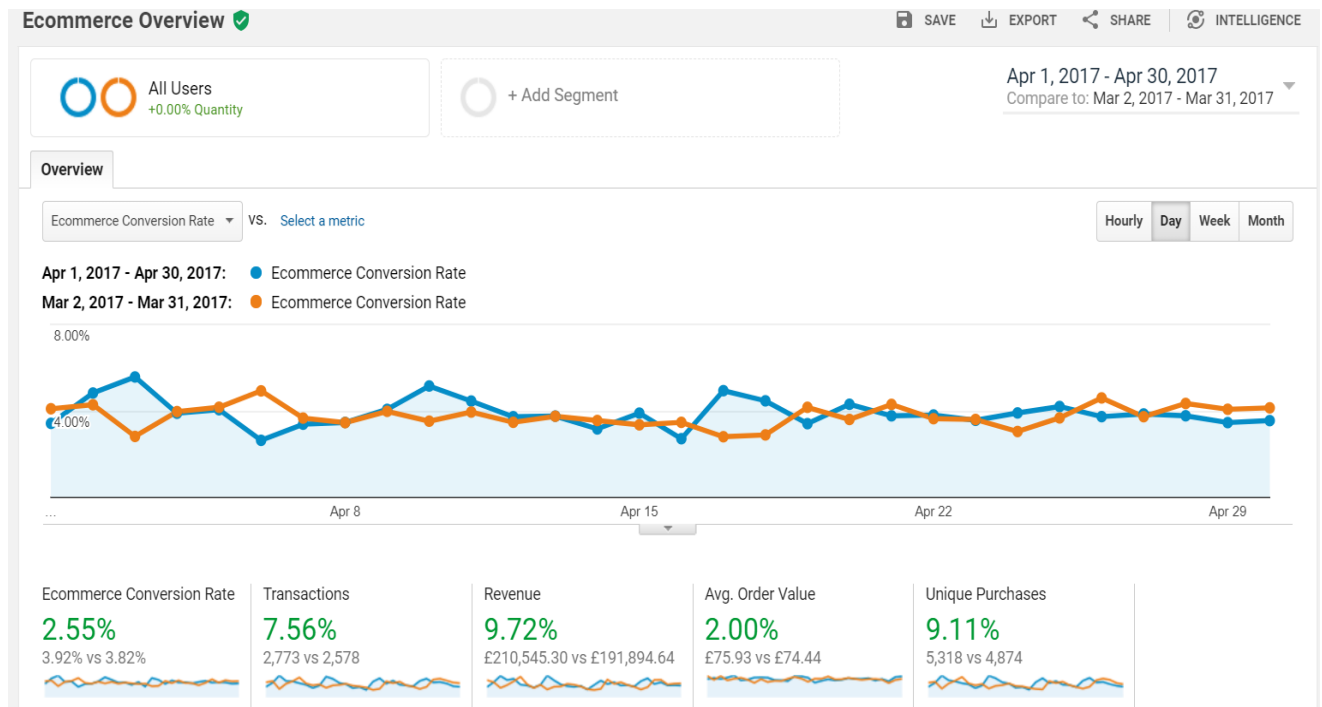 Ecommerce Overview
SAVE EXPORT SHARE INTELLIGENCE
All Users
+0.00% Quantity
+ Add Segment
Apr 1, 2017 - Apr 30, 2017
Compare to: Mar 2, 2017 - Mar 31, 2017
Overview
Ecommerce Conversion Rate VS. Select a metric
Hourly Day Week Month
Apr 1, 2017 - Apr 30, 2017: Ecommerce Conversion Rate
Mar 2, 2017 - Mar 31, 2017: Ecommerce Conversion Rate
8.00%
4.00%
... Apr 8 Apr 15 Apr 22 Apr 29
Ecommerce Conversion Rate
2.55%
3.92% vs 3.82%
Transactions
7.56%
2,773 vs 2,578
Revenue
9.72%
£210,545.30 vs £191,894.64
Avg. Order Value
2.00%
£75.93 vs £74.44
Unique Purchases
9.11%
5,318 vs 4,874